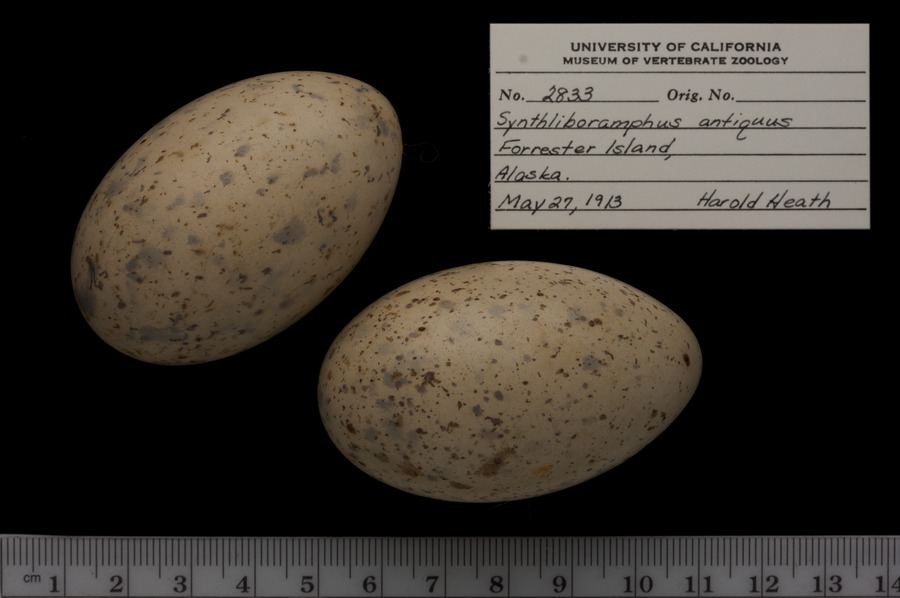 UNIVERSITY OF CALIFORNIA
MUSEUM OF VERTEBRATE ZOOLOGY
No. 2833 Orig. No.
Synthliboramphus antiquus
Forrester Island,
Alaska.
May 27, 1913 Harold Heath
cm 1 2 3 4 5 6 7 8 9 10 11 12 13 14